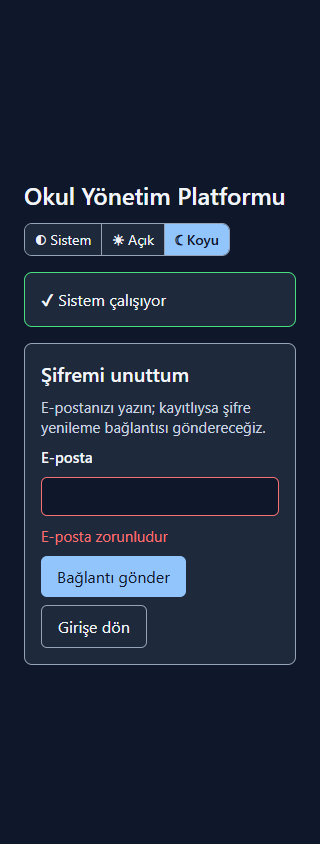 Okul Yönetim Platformu
◐ Sistem ☀ Açık ☾ Koyu
✓ Sistem çalışıyor
Şifremi unuttum
E-postanızı yazın; kayıtlıysa şifre
yenileme bağlantısı göndereceğiz.
E-posta
E-posta zorunludur
Bağlantı gönder
Girişe dön